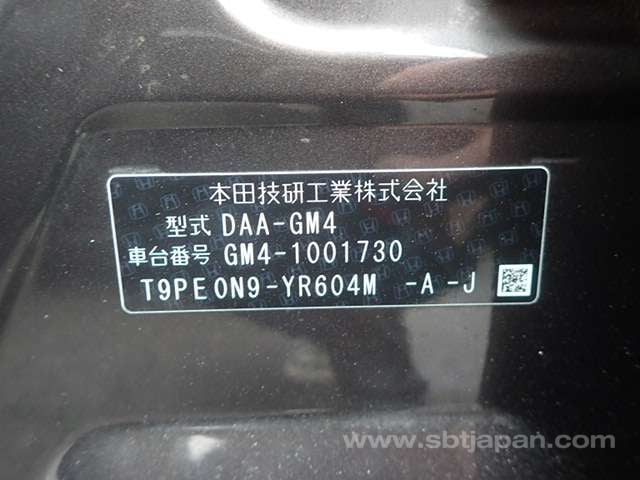 本田技研工業株式会社
型式 DAA-GM4
車台番号 GM4-1001730
T9PE0N9-YR604M -A -J
www.sbtjapan.com